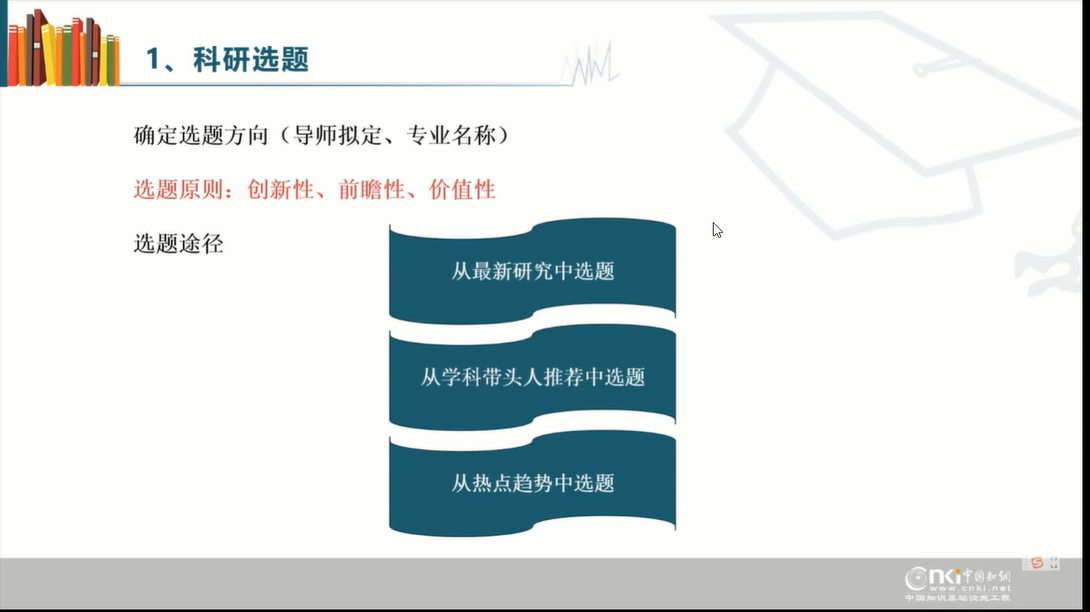 1、科研选题
确定选题方向（导师拟定、专业名称）
选题原则：创新性、前瞻性、价值性
选题途径
从最新研究中选题
从学科带头人推荐中选题
从热点趋势中选题
cnki 中国知网
www.cnki.net
中国知识基础设施工程